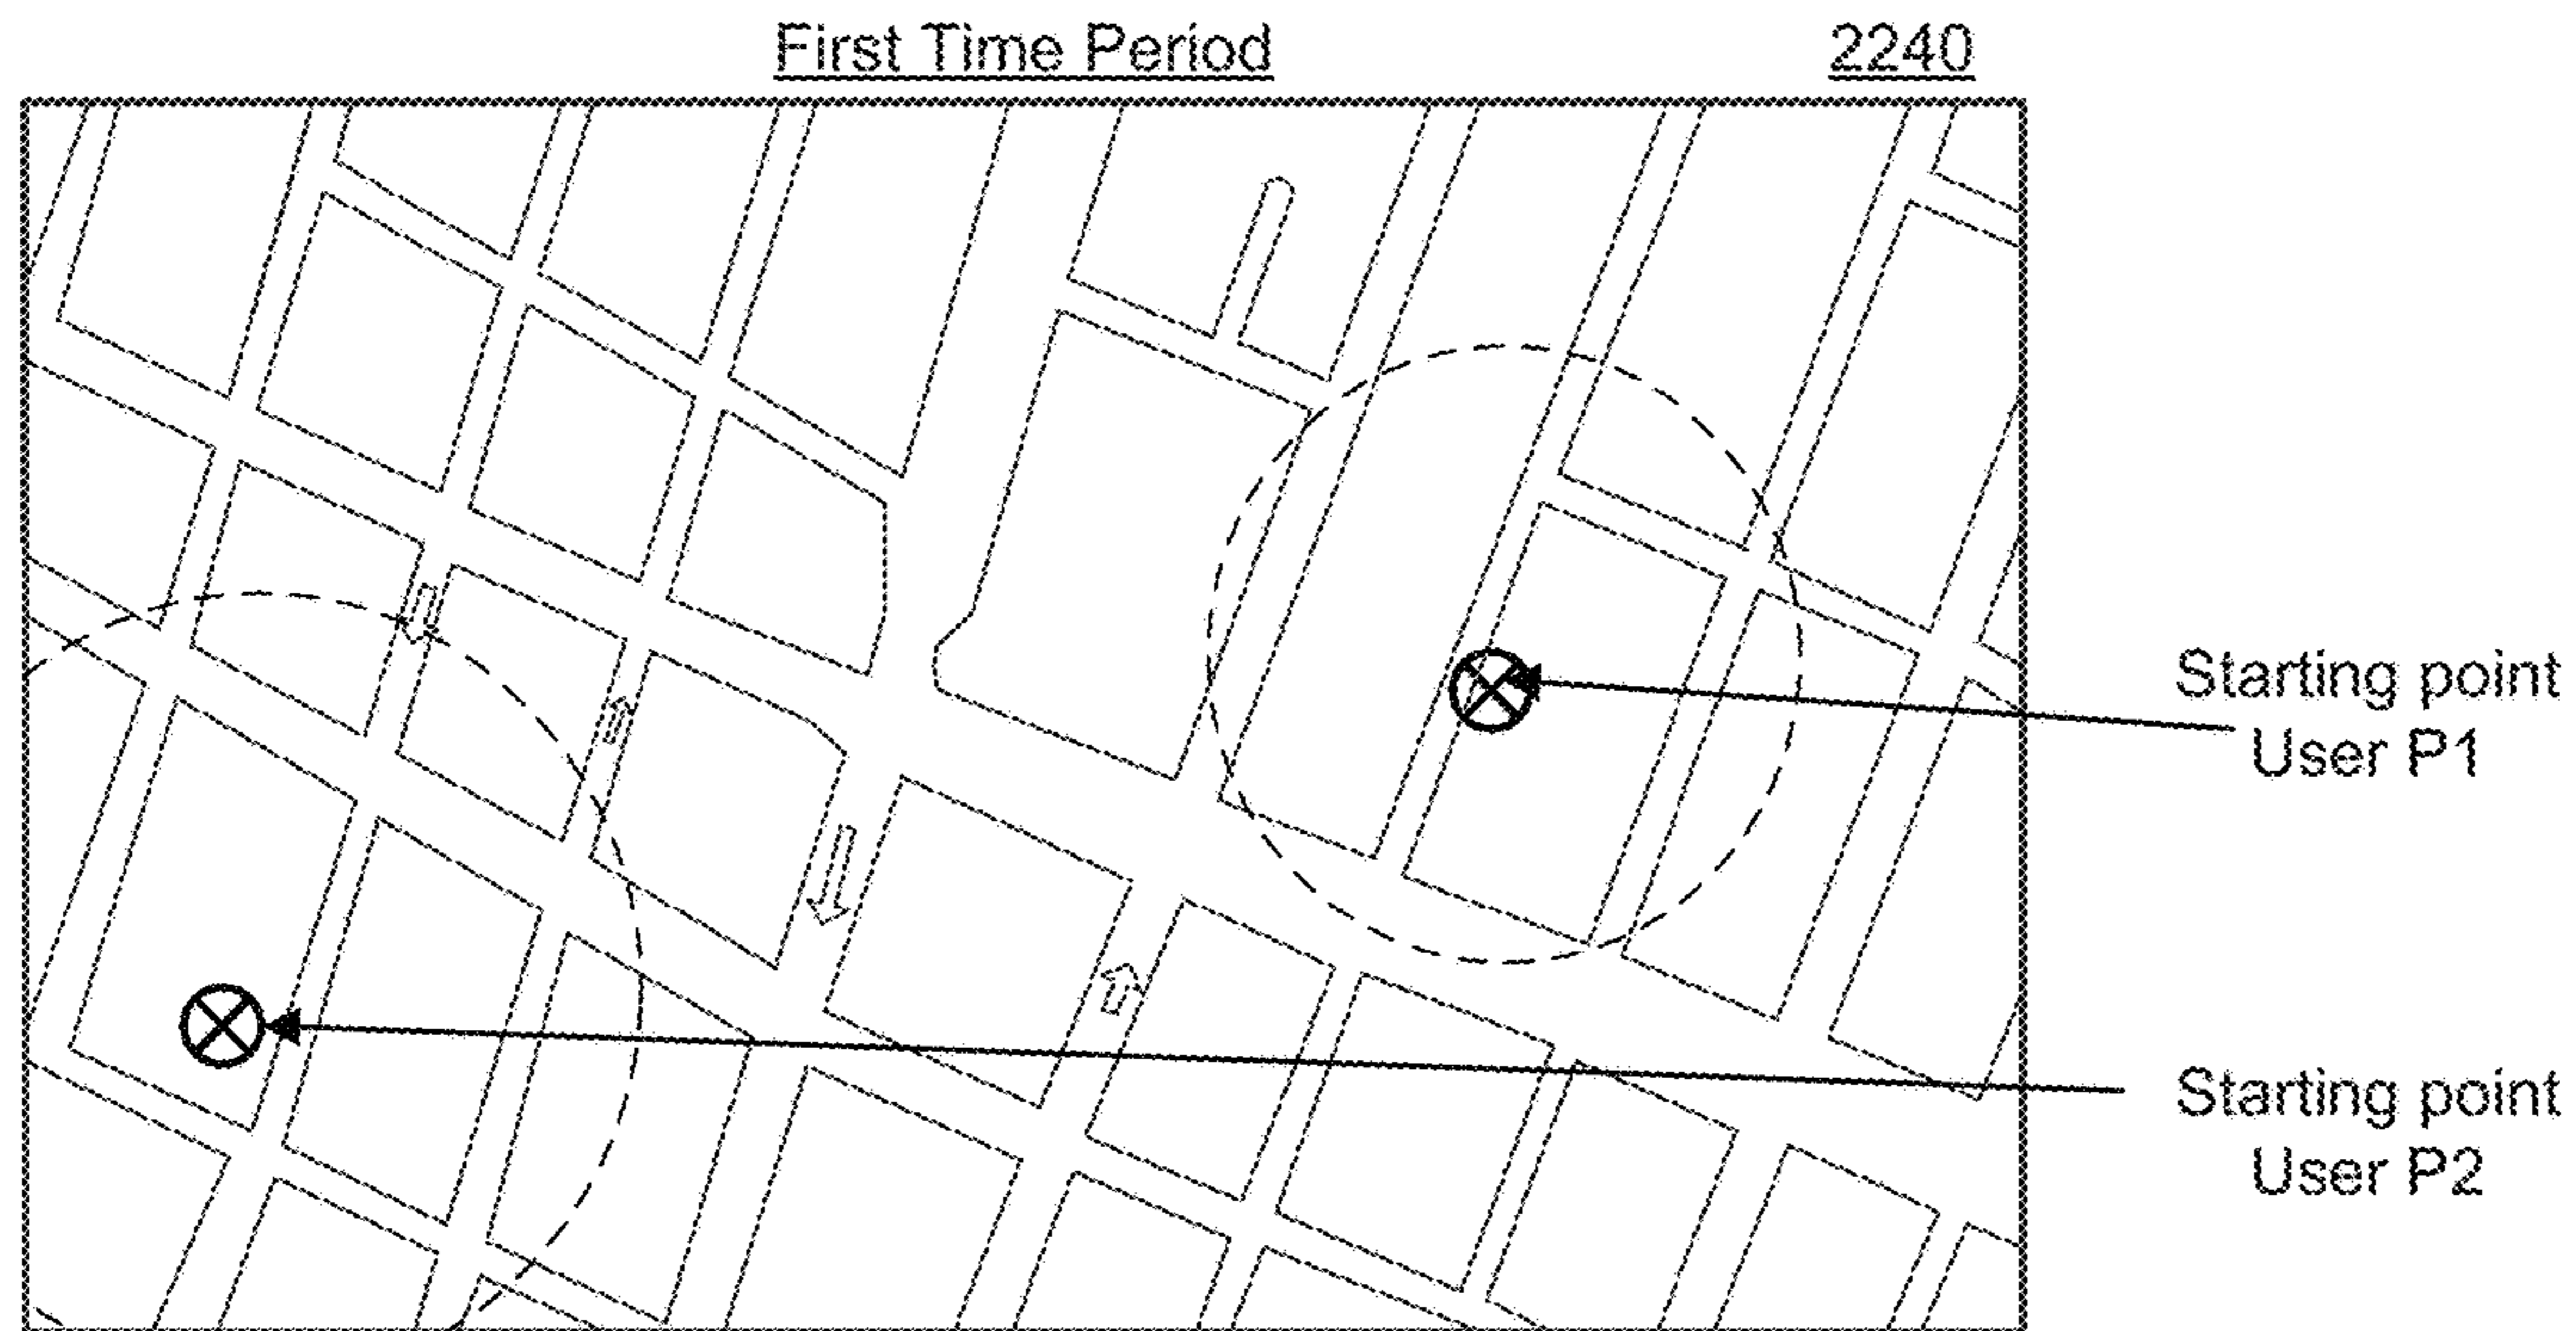 First Time Period
2240
Starting point
User P1
Starting point
User P2